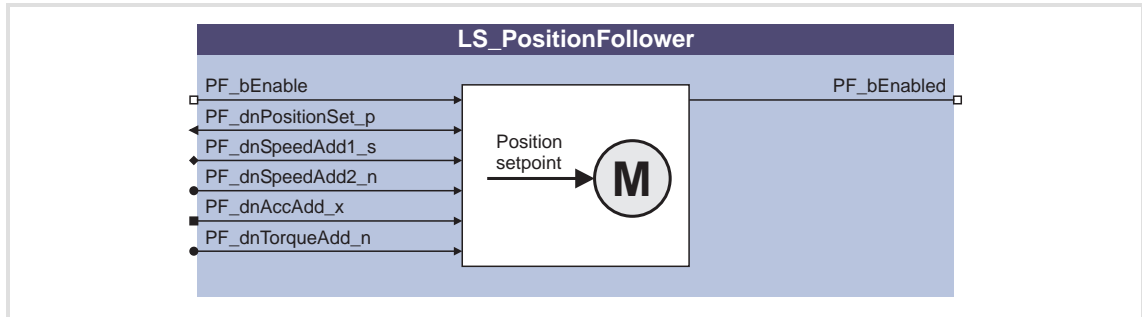 LS_PositionFollower
PF_bEnable
PF_bEnabled
PF_dnPositionSet_p
PF_dnSpeedAdd1_s
PF_dnSpeedAdd2_n
PF_dnAccAdd_x
PF_dnTorqueAdd_n
Position
setpoint
M